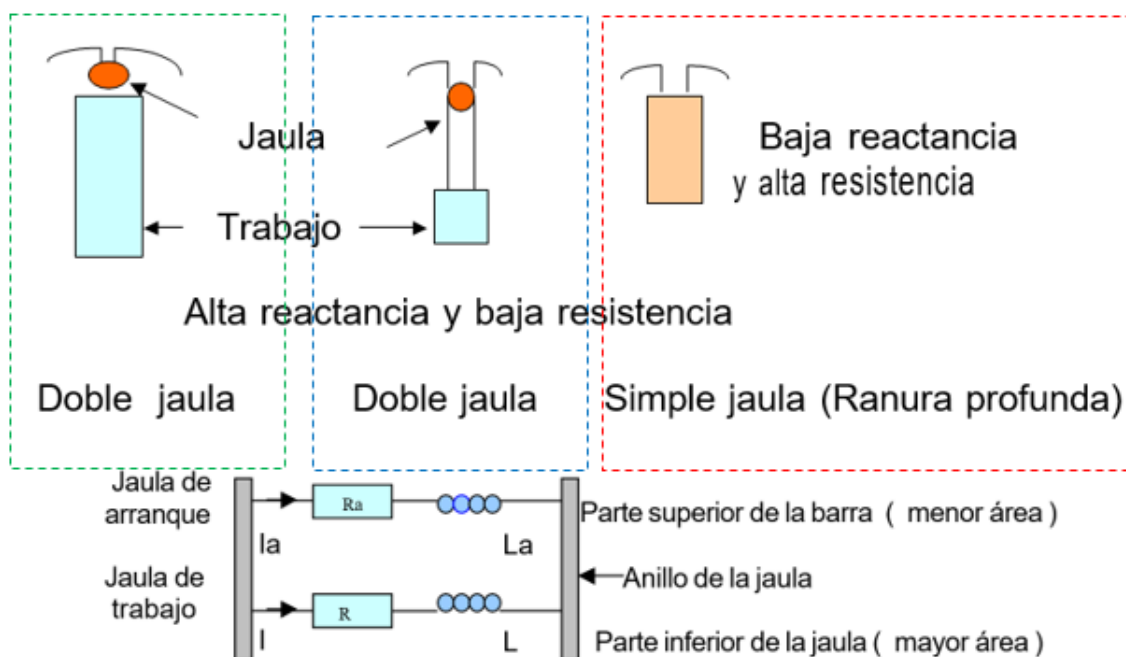 Jaula
Trabajo
Alta reactancia y baja resistencia
Baja reactancia
y alta resistencia
Doble jaula
Doble jaula
Simple jaula (Ranura profunda)
Jaula de
arranque
Ra
Ia
La
Parte superior de la barra ( menor área )
Anillo de la jaula
Jaula de
trabajo
R
I
L
Parte inferior de la jaula ( mayor área )